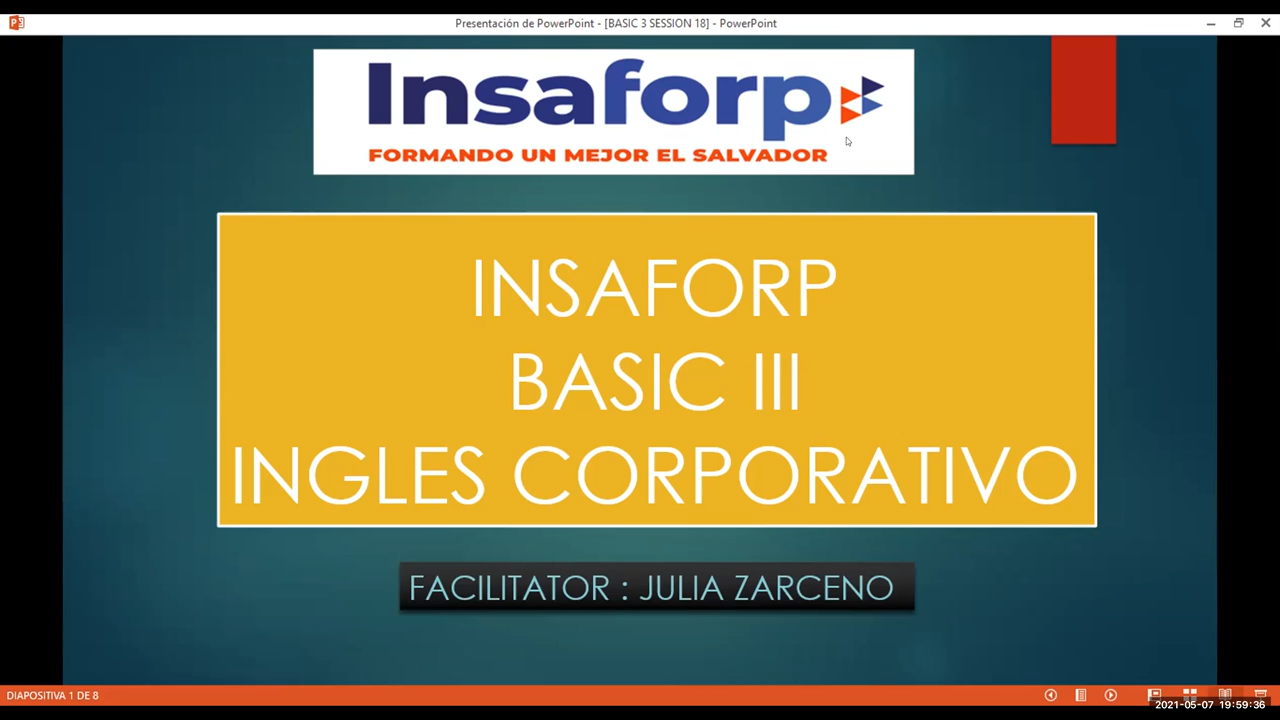 Presentación de PowerPoint - [BASIC 3 SESSION 18] - PowerPoint
Insaforp
FORMANDO UN MEJOR EL SALVADOR
INSAFORP
BASIC III
INGLES CORPORATIVO
FACILITATOR : JULIA ZARCENO
DIAPOSITIVA 1 DE 8
2021-05-07 19:59:36